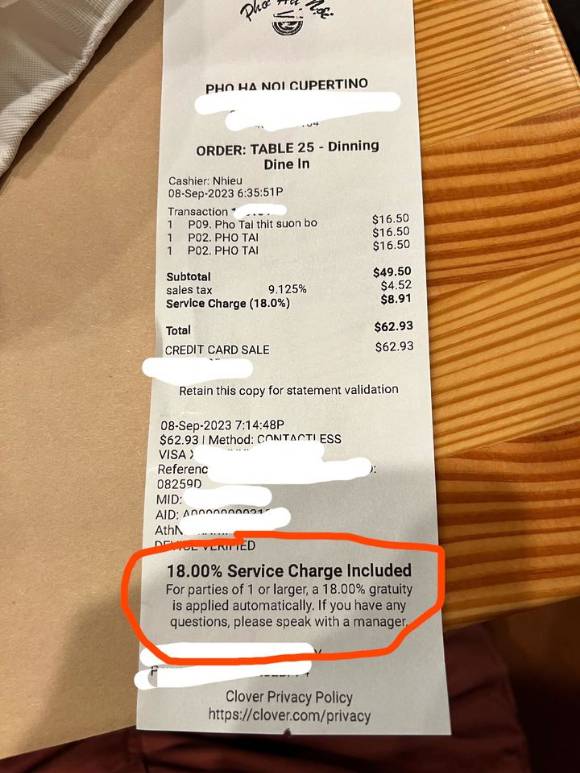 Pho Ha Noi
PHO HA NOI CUPERTINO
ORDER: TABLE 25 - Dinning
Dine In
Cashier: Nhieu
08-Sep-2023 6:35:51P
Transaction
1 P09. Pho Tai thit suon bo $16.50
1 P02. PHO TAI $16.50
1 P02. PHO TAI $16.50
Subtotal $49.50
sales tax 9.125% $4.52
Service Charge (18.0%) $8.91
Total $62.93
CREDIT CARD SALE $62.93
Retain this copy for statement validation
08-Sep-2023 7:14:48P
$62.93 | Method: CONTACTLESS
VISA
Referenc
08259D
MID:
AID:
AthN
DEVICE VERIFIED
18.00% Service Charge Included
For parties of 1 or larger, a 18.00% gratuity
is applied automatically. If you have any
questions, please speak with a manager.
Clover Privacy Policy
https://clover.com/privacy